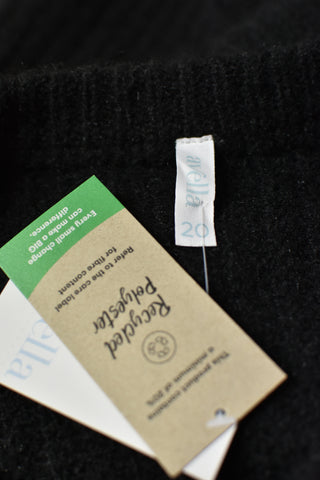 avella
20
Every small change
can make a BIG
difference.
Refer to the care label
for fibre content
Recycled
Polyester
This product contains
a minimum of 20%
avella